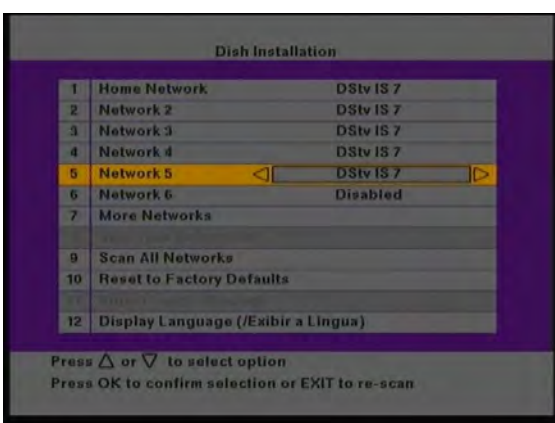 Dish Installation
1 Home Network DStv IS 7
2 Network 2 DStv IS 7
3 Network 3 DStv IS 7
4 Network 4 DStv IS 7
5 Network 5 DStv IS 7
6 Network 6 Disabled
7 More Networks
9 Scan All Networks
10 Reset to Factory Defaults
12 Display Language (/Exibir a Lingua)
Press △ or ▽ to select option
Press OK to confirm selection or EXIT to re-scan